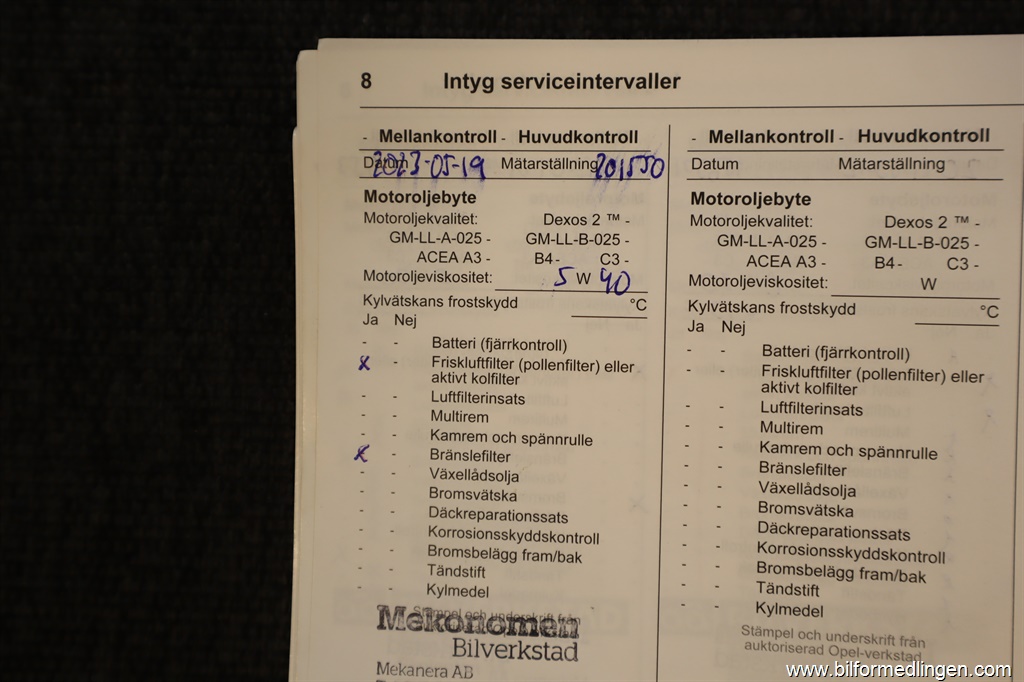 8 Intyg serviceintervaller
- Mellankontroll - Huvudkontroll
Datum 2023-05-19 Mätarställning 201550
Motoroljebyte
Motoroljekvalitet: Dexos 2 ™ -
GM-LL-A-025 - GM-LL-B-025 -
ACEA A3 - B4 - C3 -
Motoroljeviskositet: 5 W 40
Kylvätskans frostskydd °C
Ja Nej
- - Batteri (fjärrkontroll)
x - Friskluftfilter (pollenfilter) eller
aktivt kolfilter
- - Luftfilterinsats
- - Multirem
- - Kamrem och spännrulle
x - Bränslefilter
- - Växellådsolja
- - Bromsvätska
- - Däckreparationssats
- - Korrosionsskyddskontroll
- - Bromsbelägg fram/bak
- - Tändstift
- - Kylmedel
Stämpel och underskrift från
Mekonomen
Bilverkstad
Mekanera AB
- Mellankontroll - Huvudkontroll
Datum Mätarställning
Motoroljebyte
Motoroljekvalitet: Dexos 2 ™ -
GM-LL-A-025 - GM-LL-B-025 -
ACEA A3 - B4 - C3 -
Motoroljeviskositet: W
Kylvätskans frostskydd °C
Ja Nej
- - Batteri (fjärrkontroll)
- - Friskluftfilter (pollenfilter) eller
aktivt kolfilter
- - Luftfilterinsats
- - Multirem
- - Kamrem och spännrulle
- - Bränslefilter
- - Växellådsolja
- - Bromsvätska
- - Däckreparationssats
- - Korrosionsskyddskontroll
- - Bromsbelägg fram/bak
- - Tändstift
- - Kylmedel
Stämpel och underskrift från
auktoriserad Opel-verkstad
www.bilformedlingen.com